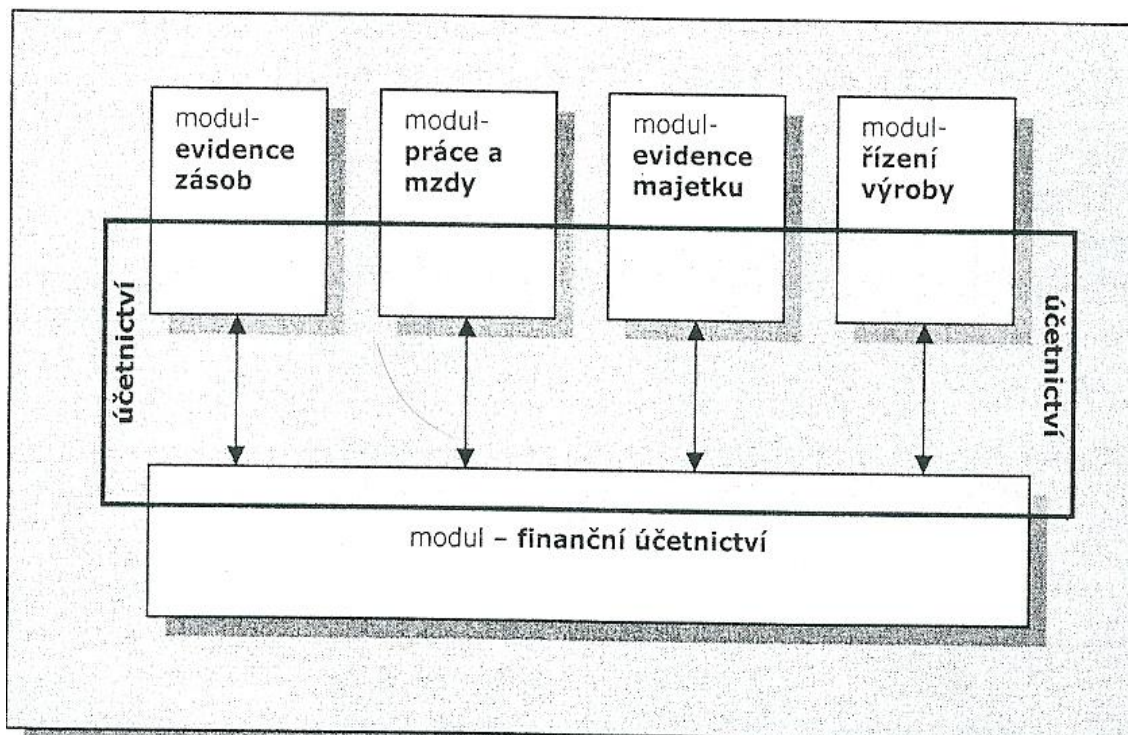 modul-
evidence
zásob
modul-
práce a
mzdy
modul-
evidence
majetku
modul-
řízení
výroby
účetnictví
účetnictví
modul – finanční účetnictví